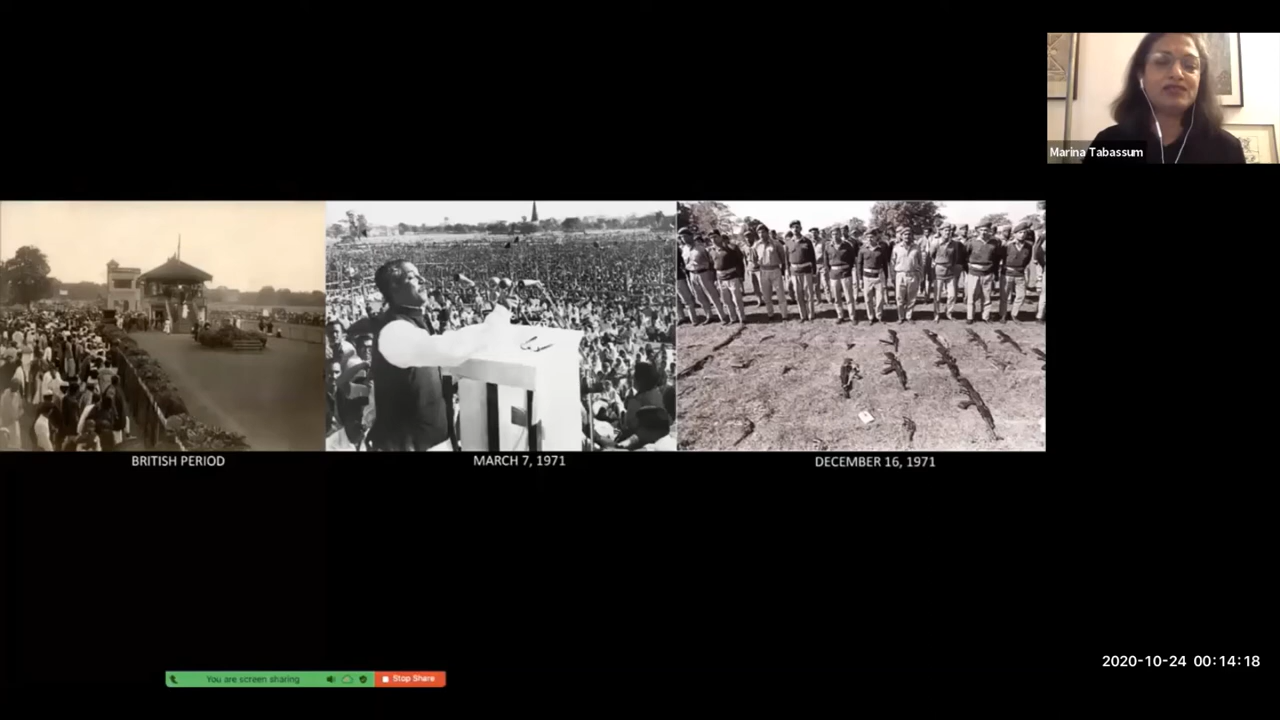 Marina Tabassum
BRITISH PERIOD
MARCH 7, 1971
DECEMBER 16, 1971
2020-10-24 00:14:18
You are screen sharing
Stop Share